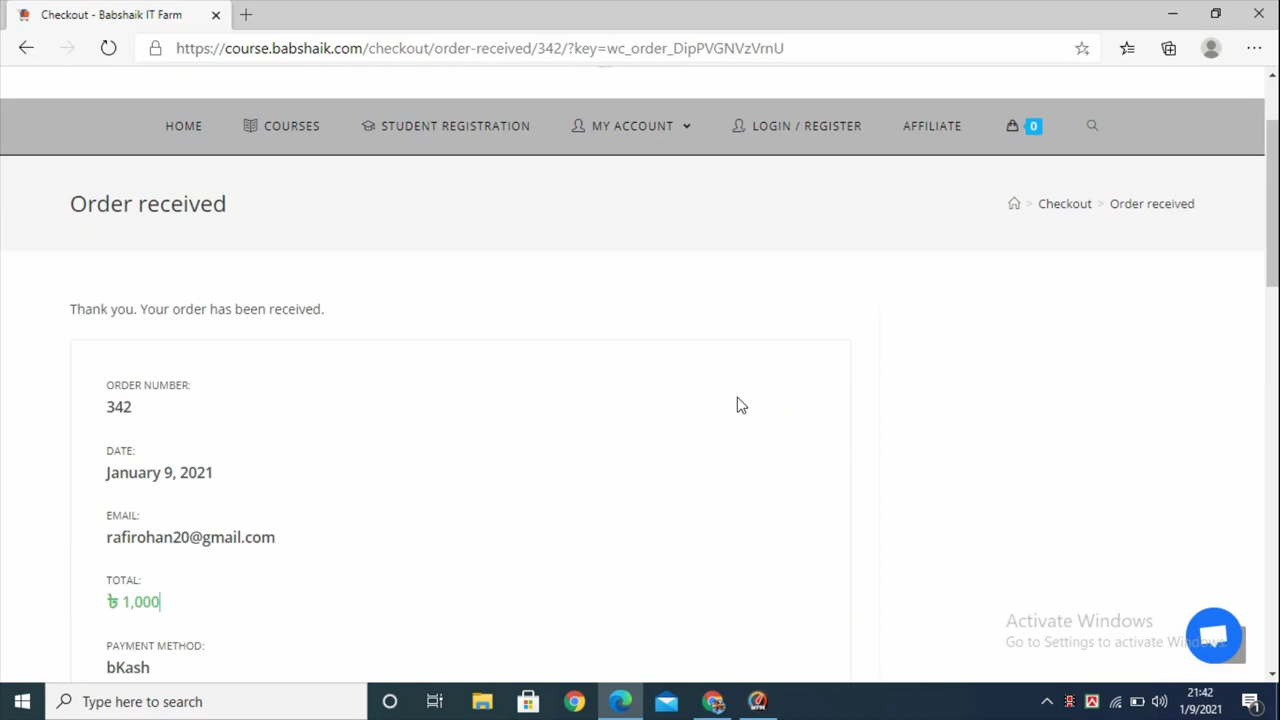 Checkout - Babshaik IT Farm
https://course.babshaik.com/checkout/order-received/342/?key=wc_order_DipPVGNVzVrnU
HOME COURSES STUDENT REGISTRATION MY ACCOUNT LOGIN / REGISTER AFFILIATE 0
Order received
> Checkout > Order received
Thank you. Your order has been received.
ORDER NUMBER:
342
DATE:
January 9, 2021
EMAIL:
rafirohan20@gmail.com
TOTAL:
৳ 1,000
PAYMENT METHOD:
bKash
Activate Windows
Go to Settings to activate Windows.
Type here to search
WPM
21:42
1/9/2021
1